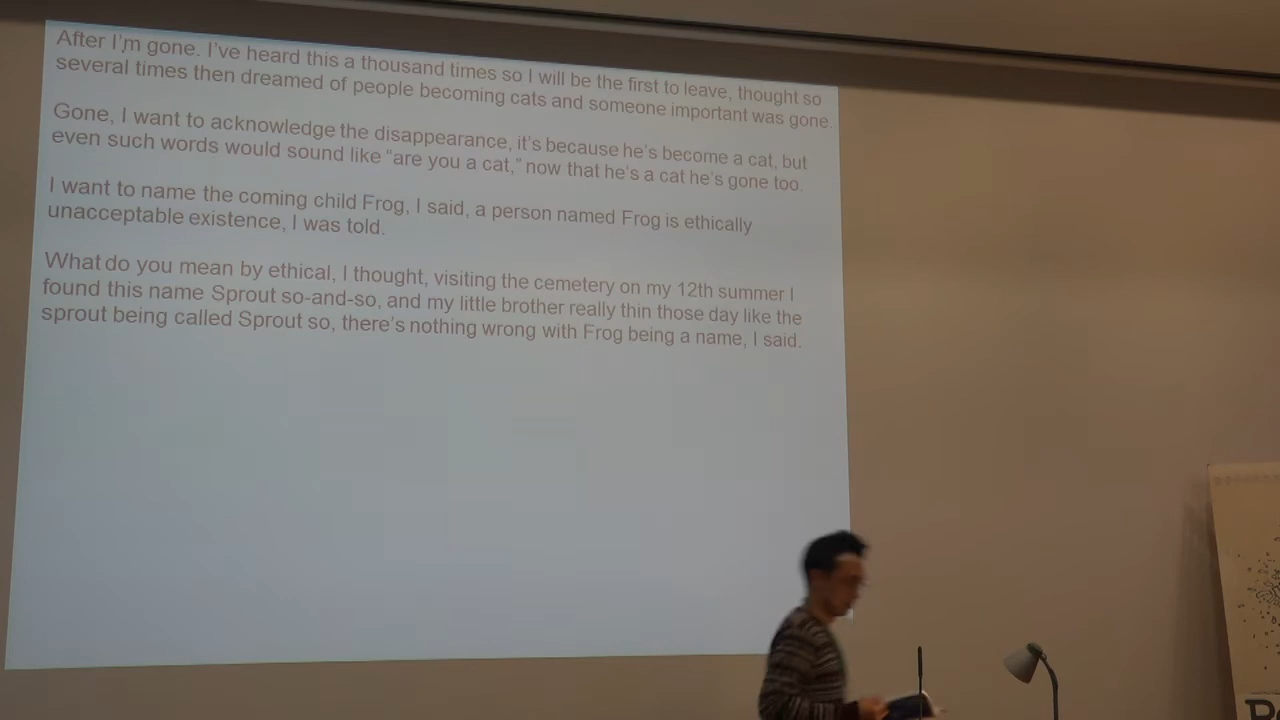 After I'm gone. I've heard this a thousand times so I will be the first to leave, thought so
several times then dreamed of people becoming cats and someone important was gone.
Gone, I want to acknowledge the disappearance, it's because he's become a cat, but
even such words would sound like “are you a cat,” now that he's a cat he's gone too.
I want to name the coming child Frog, I said, a person named Frog is ethically
unacceptable existence, I was told.
What do you mean by ethical, I thought, visiting the cemetery on my 12th summer I
found this name Sprout so-and-so, and my little brother really thin those day like the
sprout being called Sprout so, there's nothing wrong with Frog being a name, I said.